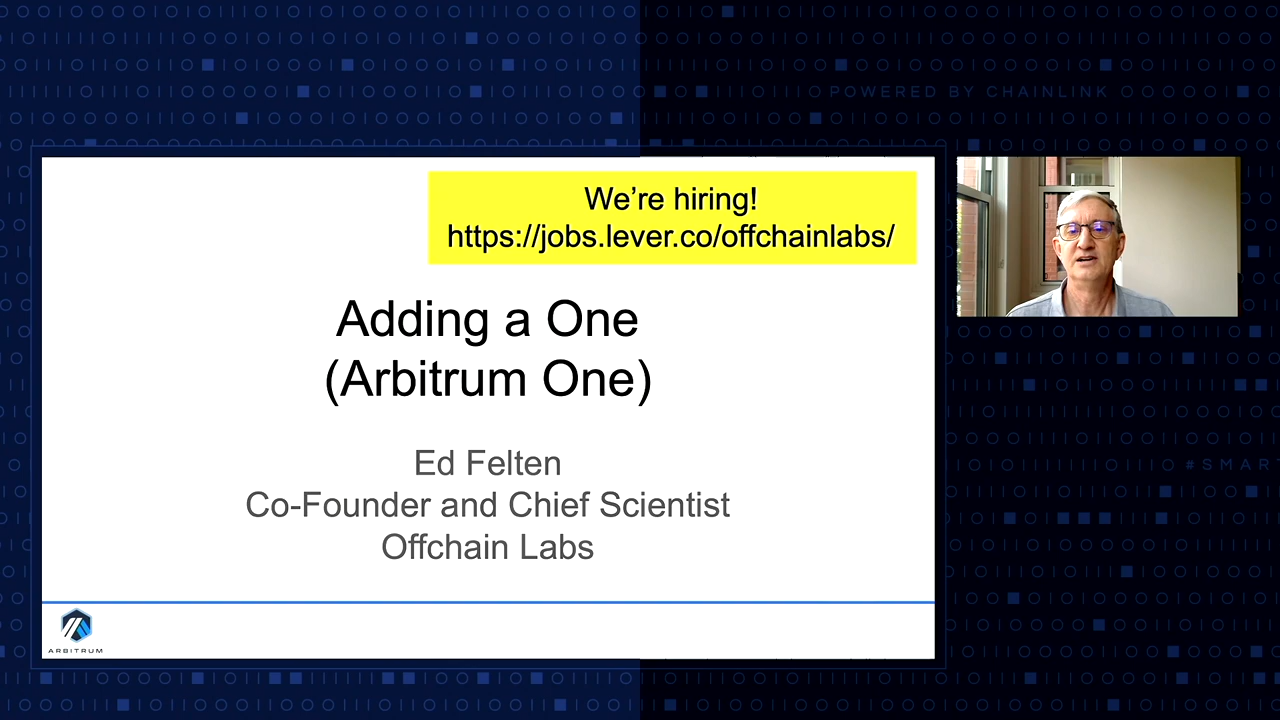 POWERED BY CHAINLINK
We're hiring!
https://jobs.lever.co/offchainlabs/
Adding a One
(Arbitrum One)
Ed Felten
Co-Founder and Chief Scientist
Offchain Labs
#SMAR
ARBITRUM